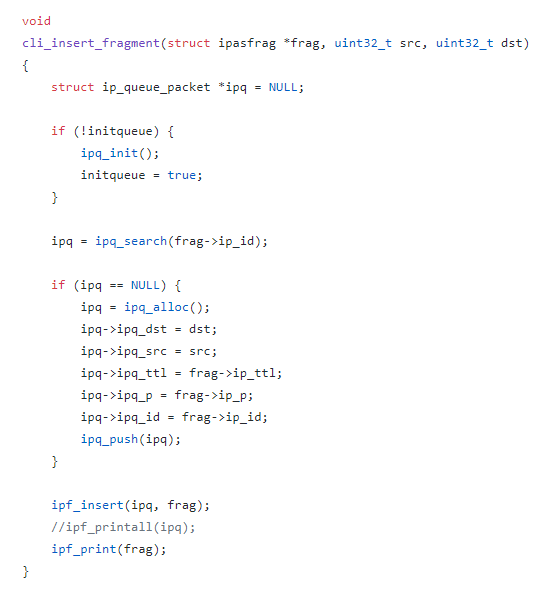 void
cli_insert_fragment(struct ipasfrag *frag, uint32_t src, uint32_t dst)
{
    struct ip_queue_packet *ipq = NULL;

    if (!initqueue) {
        ipq_init();
        initqueue = true;
    }

    ipq = ipq_search(frag->ip_id);

    if (ipq == NULL) {
        ipq = ipq_alloc();
        ipq->ipq_dst = dst;
        ipq->ipq_src = src;
        ipq->ipq_ttl = frag->ip_ttl;
        ipq->ipq_p = frag->ip_p;
        ipq->ipq_id = frag->ip_id;
        ipq_push(ipq);
    }

    ipf_insert(ipq, frag);
    //ipf_printall(ipq);
    ipf_print(frag);
}